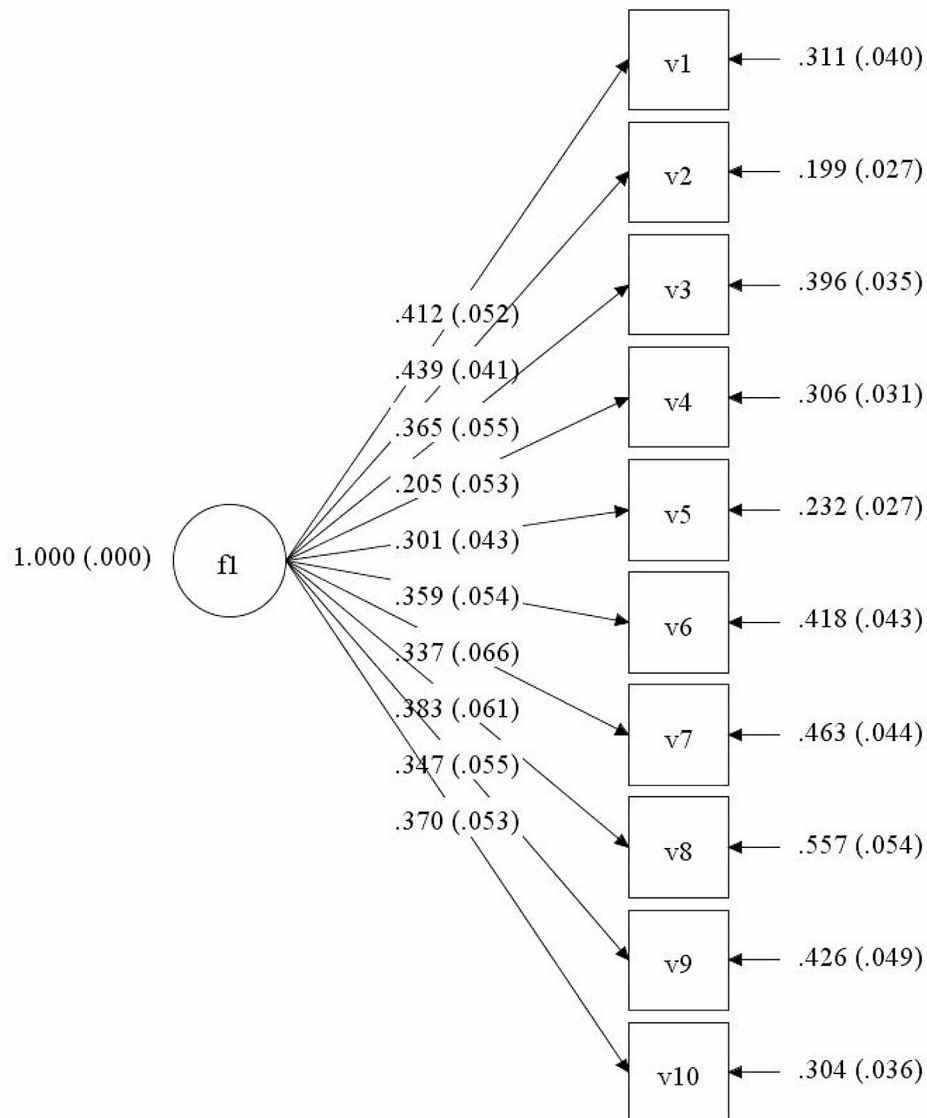 v1
.311 (.040)
v2
.199 (.027)
v3
.396 (.035)
.412 (.052)
.439 (.041)
v4
.306 (.031)
.365 (.055)
.205 (.053)
v5
.232 (.027)
.301 (.043)
1.000 (.000)
f1
.359 (.054)
v6
.418 (.043)
.337 (.066)
.383 (.061)
v7
.463 (.044)
.347 (.055)
.370 (.053)
v8
.557 (.054)
v9
.426 (.049)
v10
.304 (.036)